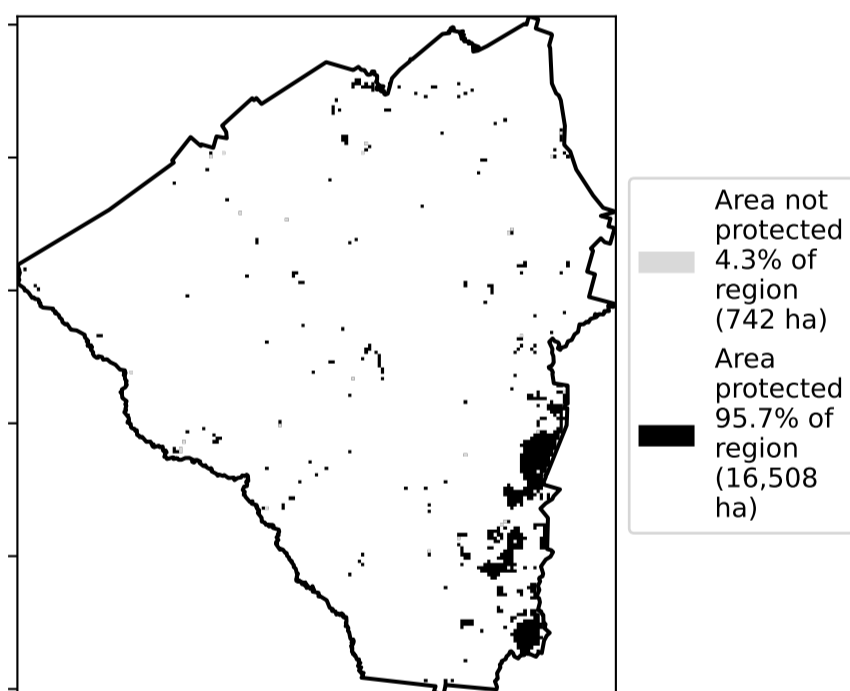 Area not
protected
4.3% of
region
(742 ha)
Area
protected
95.7% of
region
(16,508
ha)